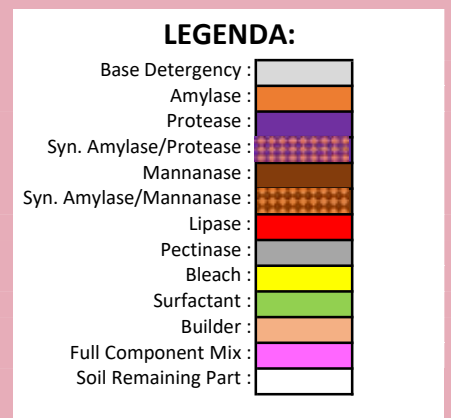 LEGENDA:
Base Detergency :
Amylase :
Protease :
Syn. Amylase/Protease :
Mannanase :
Syn. Amylase/Mannanase :
Lipase :
Pectinase :
Bleach :
Surfactant :
Builder :
Full Component Mix :
Soil Remaining Part :